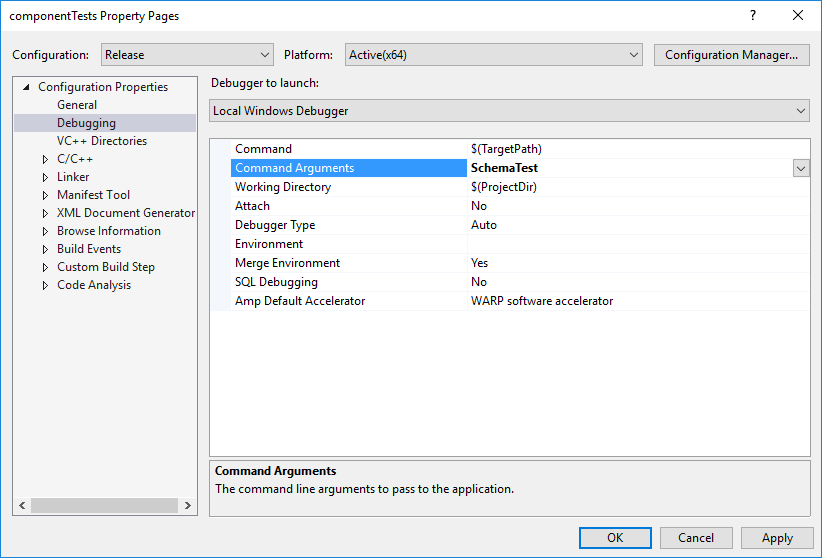 componentTests Property Pages
Configuration: Release Platform: Active(x64) Configuration Manager...
Configuration Properties
General
Debugging
VC++ Directories
C/C++
Linker
Manifest Tool
XML Document Generator
Browse Information
Build Events
Custom Build Step
Code Analysis
Debugger to launch:
Local Windows Debugger
Command $(TargetPath)
Command Arguments SchemaTest
Working Directory $(ProjectDir)
Attach No
Debugger Type Auto
Environment
Merge Environment Yes
SQL Debugging No
Amp Default Accelerator WARP software accelerator
Command Arguments
The command line arguments to pass to the application.
OK Cancel Apply